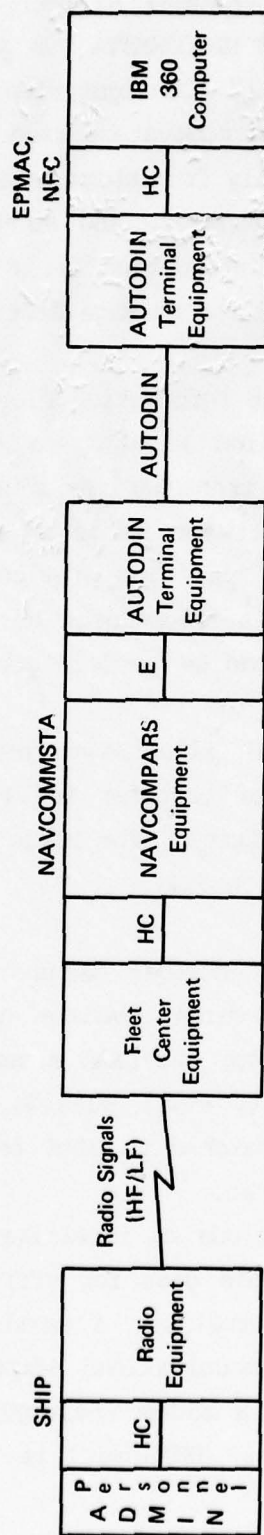 SHIP
ADMIN
Personnel
HC
Radio
Equipment
Radio Signals
(HF/LF)
NAVCOMMSTA
Fleet
Center
Equipment
HC
NAVCOMPARS
Equipment
E
AUTODIN
Terminal
Equipment
AUTODIN
EPMAC,
NFC
AUTODIN
Terminal
Equipment
HC
IBM
360
Computer